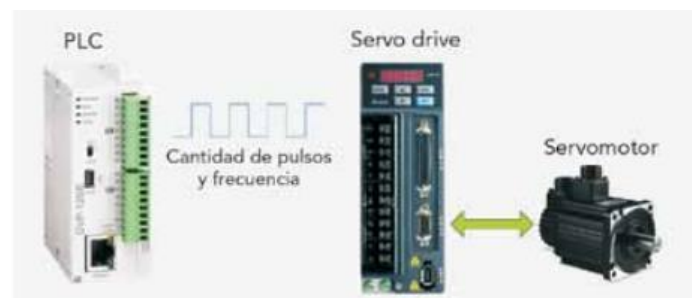 PLC
Servo drive
Cantidad de pulsos
y frecuencia
Servomotor